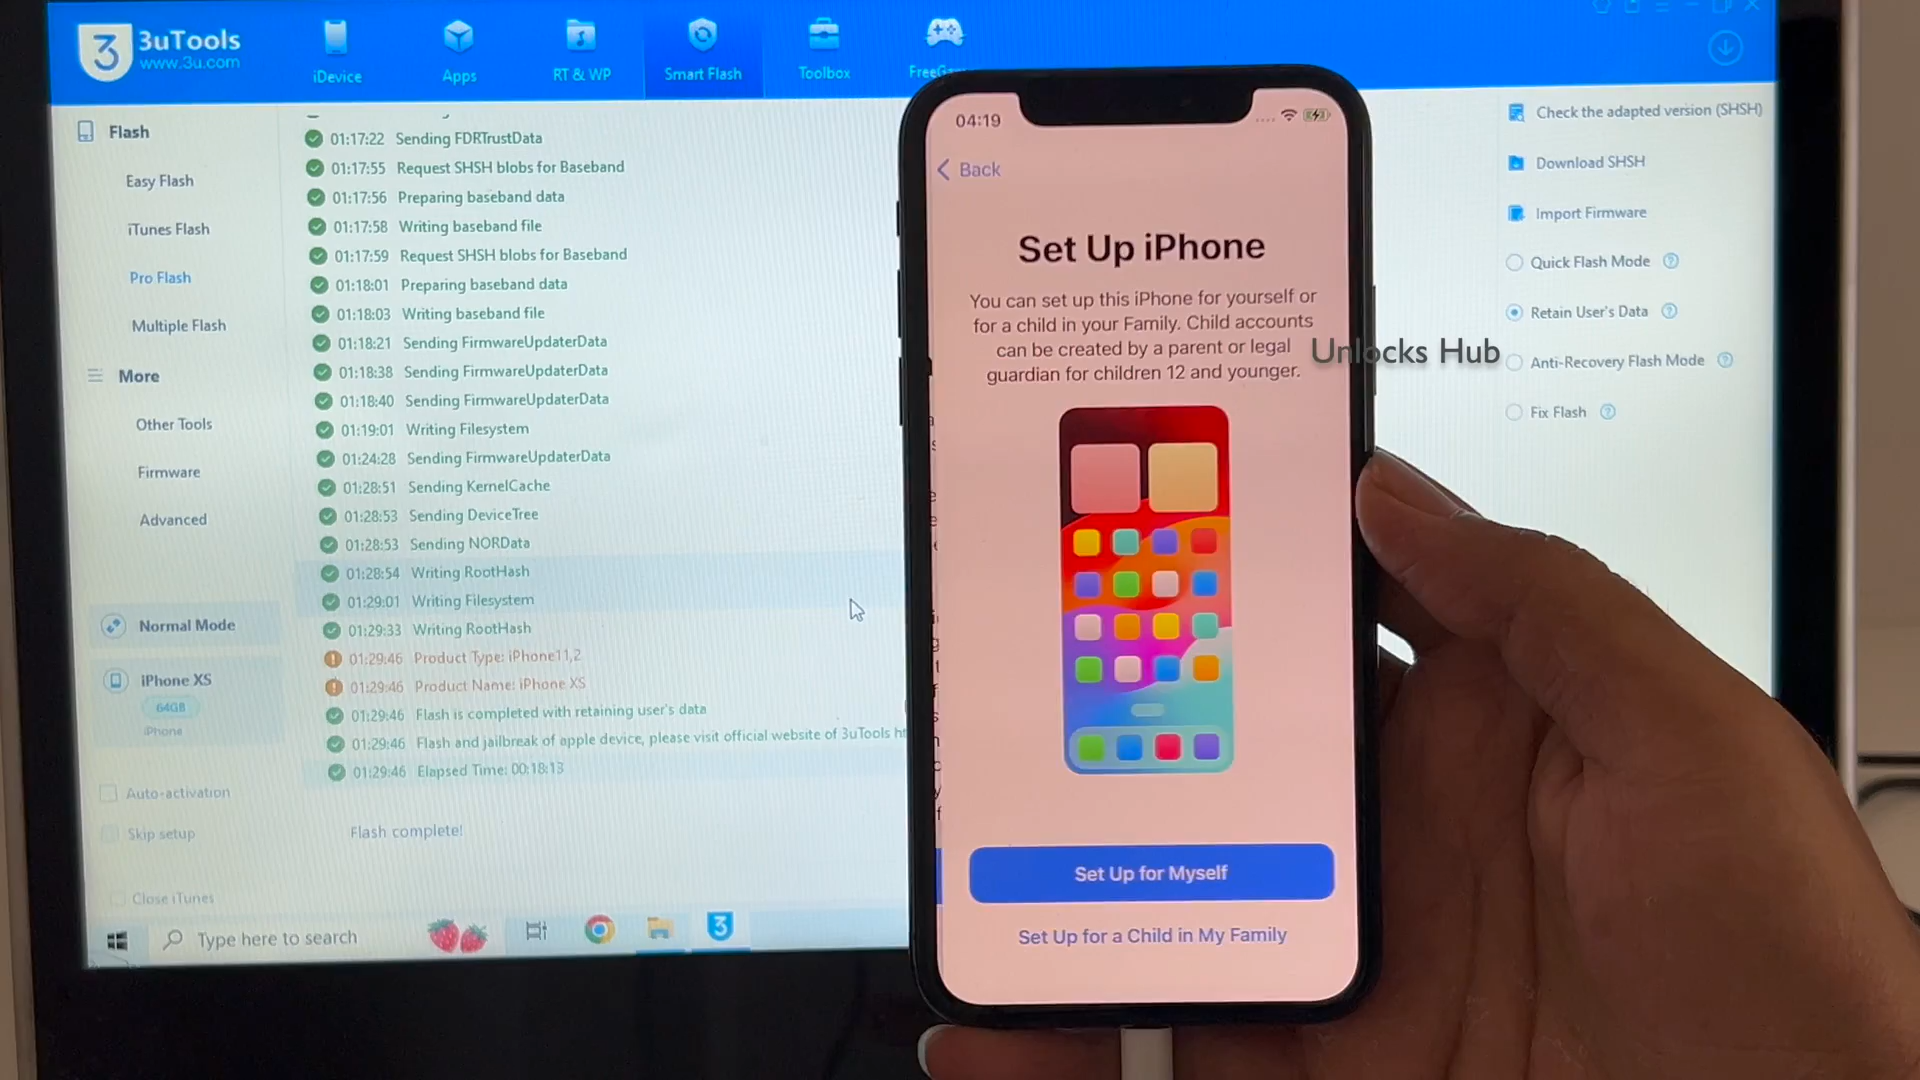 3uTools
www.3u.com
iDevice
Apps
RT & WP
Smart Flash
Toolbox
Flash
Easy Flash
iTunes Flash
Pro Flash
Multiple Flash
More
Other Tools
Firmware
Advanced
Normal Mode
iPhone XS
64GB
iPhone
Auto-activation
Skip setup
Close iTunes
01:17:22 Sending FDRTrustData
01:17:55 Request SHSH blobs for Baseband
01:17:56 Preparing baseband data
01:17:58 Writing baseband file
01:17:59 Request SHSH blobs for Baseband
01:18:01 Preparing baseband data
01:18:03 Writing baseband file
01:18:21 Sending FirmwareUpdaterData
01:18:38 Sending FirmwareUpdaterData
01:18:40 Sending FirmwareUpdaterData
01:19:01 Writing Filesystem
01:24:28 Sending FirmwareUpdaterData
01:28:51 Sending KernelCache
01:28:53 Sending DeviceTree
01:28:53 Sending NORData
01:28:54 Writing RootHash
01:29:01 Writing Filesystem
01:29:33 Writing RootHash
01:29:46 Product Type: iPhone11,2
01:29:46 Product Name: iPhone XS
01:29:46 Flash is completed with retaining user's data
01:29:46 Flash and jailbreak of apple device, please visit official website of 3uTools ht
01:29:46 Elapsed Time: 00:18:13
Flash complete!
Type here to search
3
04:19
Back
Set Up iPhone
You can set up this iPhone for yourself or
for a child in your Family. Child accounts
can be created by a parent or legal
guardian for children 12 and younger.
Set Up for Myself
Set Up for a Child in My Family
Unlocks Hub
Check the adapted version (SHSH)
Download SHSH
Import Firmware
Quick Flash Mode
Retain User's Data
Anti-Recovery Flash Mode
Fix Flash